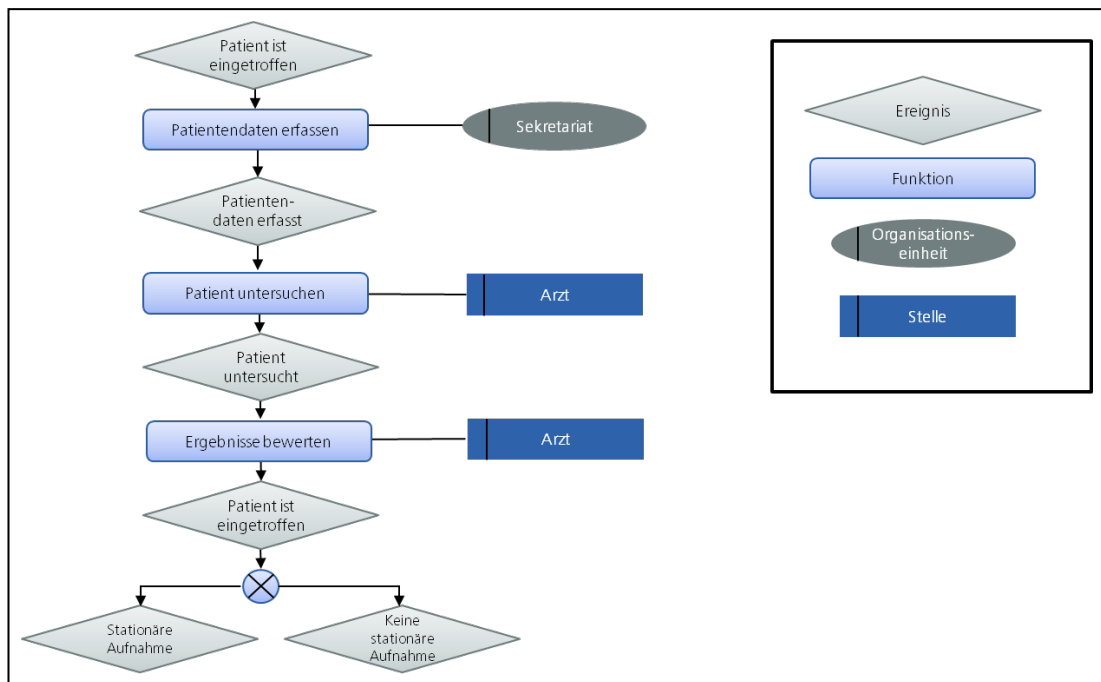 Patient ist
eingetroffen
Patientendaten erfassen
Sekretariat
Patienten-
daten erfasst
Patient untersuchen
Arzt
Patient
untersucht
Ergebnisse bewerten
Arzt
Patient ist
eingetroffen
Stationäre
Aufnahme
Keine
stationäre
Aufnahme
Ereignis
Funktion
Organisations-
einheit
Stelle